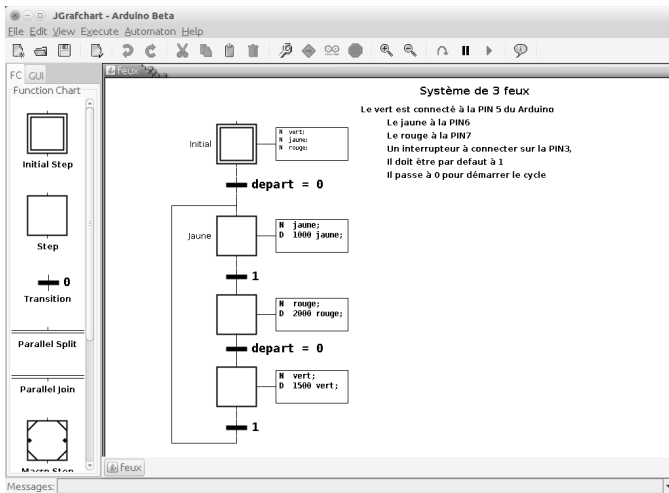 JGrafchart - Arduino Beta
File Edit View Execute Automaton Help
FC GUI
feux
Function Chart
Initial Step
Step
0
Transition
Parallel Split
Parallel Join
Macro Step
Système de 3 feux
Le vert est connecté à la PIN 5 du Arduino
Le jaune à la PIN6
Le rouge à la PIN7
Un interrupteur à connecter sur la PIN3,
Il doit être par defaut à 1
Il passe à 0 pour démarrer le cycle
Initial
N vert;
N jaune;
N rouge;
depart = 0
Jaune
N jaune;
D 1000 jaune;
1
N rouge;
D 2000 rouge;
depart = 0
N vert;
D 1500 vert;
1
feux
Messages: